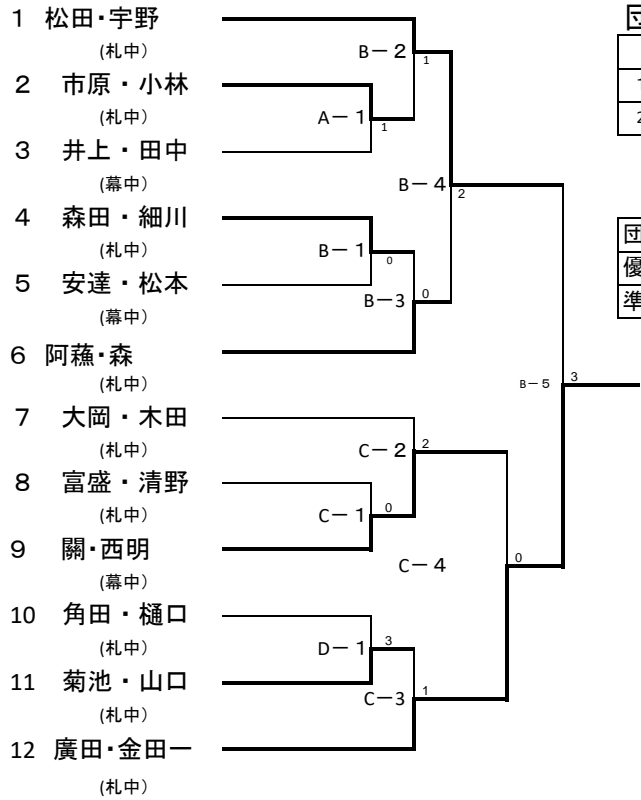 1 松田・宇野
(札中)
B－2
1
2 市原・小林
(札中)
A－1
1
3 井上・田中
(幕中)
B－4
2
4 森田・細川
(札中)
B－1
0
5 安達・松本
(幕中)
B－3
0
6 阿蕪・森
(札中)
B－5
3
7 大岡・木田
(札中)
C－2
2
8 富盛・清野
(札中)
C－1
0
9 關・西明
(幕中)
C－4
0
10 角田・樋口
(札中)
D－1
3
11 菊池・山口
(札中)
C－3
1
12 廣田・金田一
(札中)
団
1
2
団
優
準